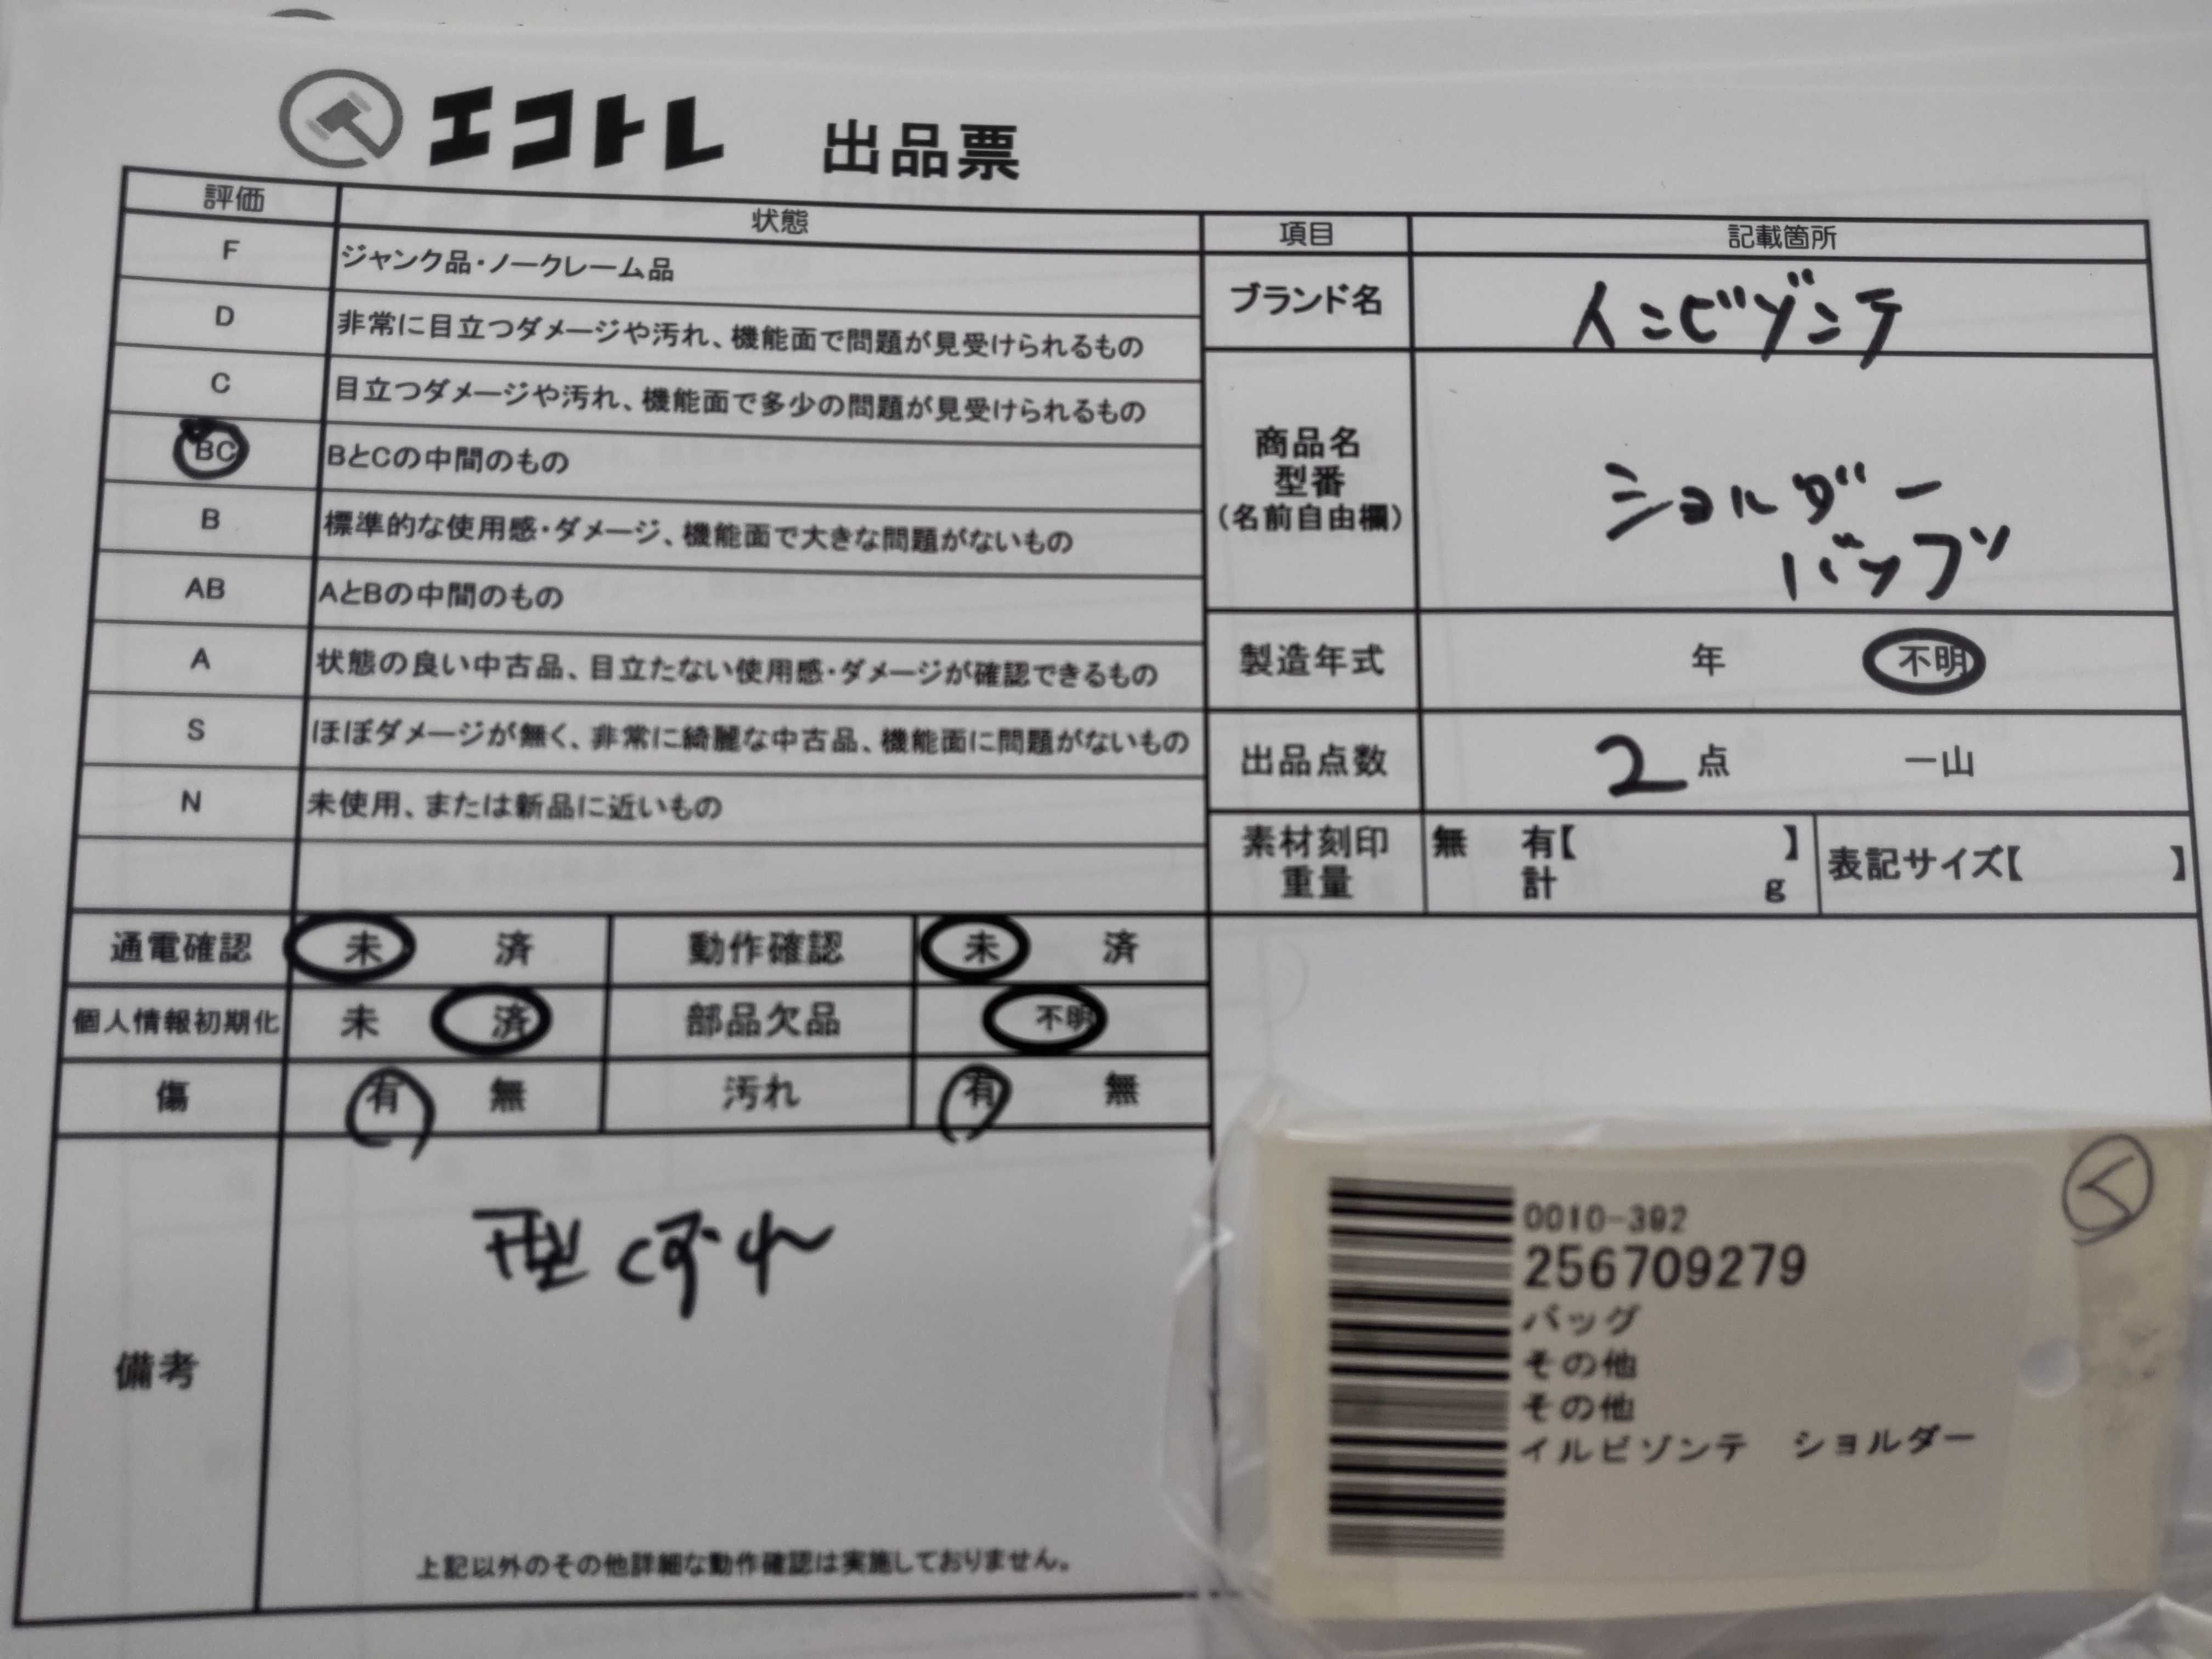 エコトレ 出品票
評価 状態 項目 記載箇所
F ジャンク品・ノークレーム品
D 非常に目立つダメージや汚れ、機能面で問題が見受けられるもの
C 目立つダメージや汚れ、機能面で多少の問題が見受けられるもの
BC BとCの中間のもの
B 標準的な使用感・ダメージ、機能面で大きな問題がないもの
AB AとBの中間のもの
A 状態の良い中古品、目立たない使用感・ダメージが確認できるもの
S ほぼダメージが無く、非常に綺麗な中古品、機能面に問題がないもの
N 未使用、または新品に近いもの
ブランド名 イルビゾンテ
商品名
型番
(名前自由欄)
ショルダー
バッグ
製造年式 年 不明
出品点数 2 点 一山
素材刻印 無 有【 】
重量 計 g
表記サイズ【 】
通電確認 未 済 動作確認 未 済
個人情報初期化 未 済 部品欠品 不明
傷 有 無 汚れ 有 無
備考
型くずれ
上記以外のその他詳細な動作確認は実施しておりません。
0010-392
256709279
バッグ
その他
その他
イルビゾンテ ショルダー